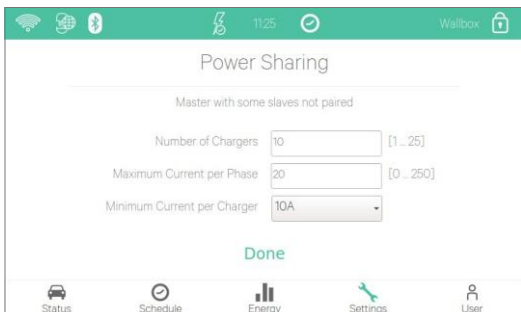 11:25 Wallbox
Power Sharing
Master with some slaves not paired
Number of Chargers 10 [1 ... 25]
Maximum Current per Phase 20 [0 ... 250]
Minimum Current per Charger 10A
Done
Status Schedule Energy Settings User